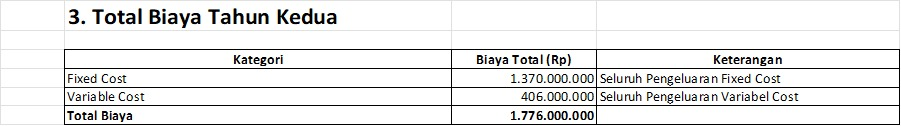 3. Total Biaya Tahun Kedua
Kategori Biaya Total (Rp) Keterangan
Fixed Cost 1.370.000.000 Seluruh Pengeluaran Fixed Cost
Variable Cost 406.000.000 Seluruh Pengeluaran Variabel Cost
Total Biaya 1.776.000.000